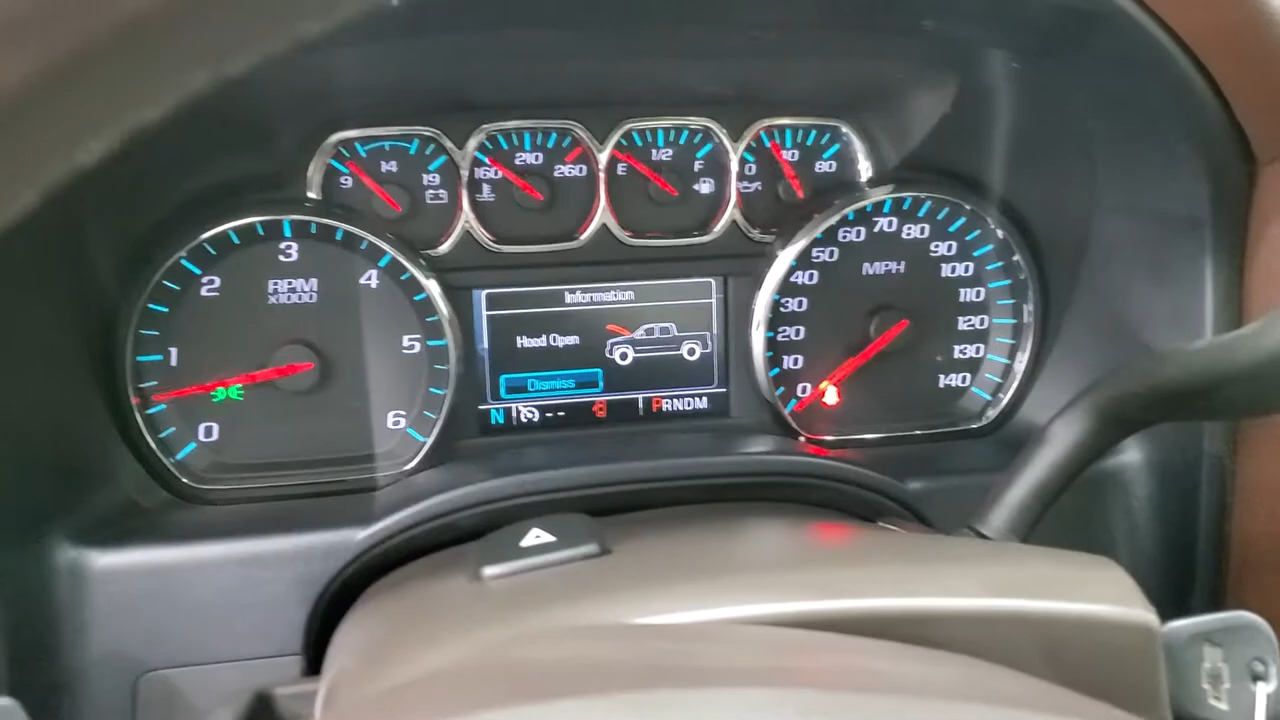 9 14 19
160 210 260
E 1/2 F
0 40 80
0 1 2 3 4 5 6
RPM
x1000
Information
Hood Open
Dismiss
N -- PRNDM
0 10 20 30 40 50 60 70 80 90 100 110 120 130 140
MPH